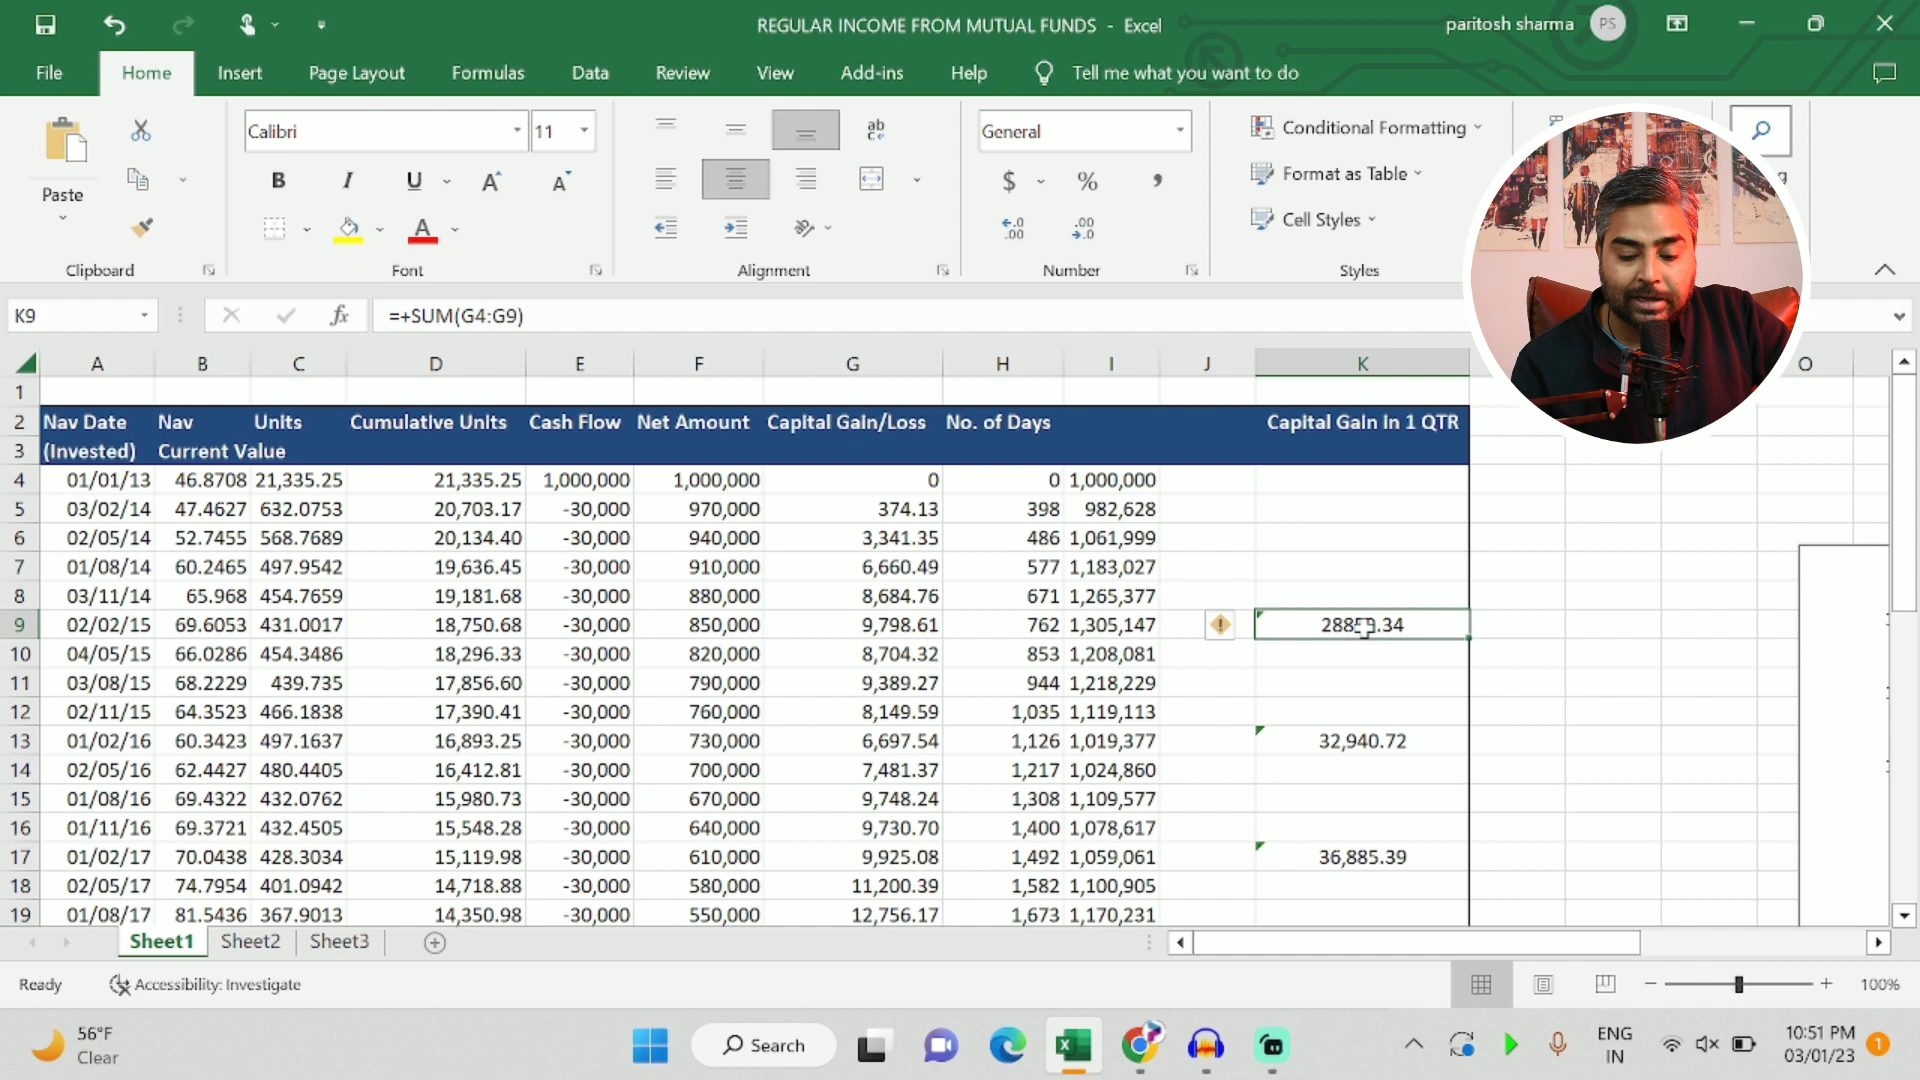 REGULAR INCOME FROM MUTUAL FUNDS - Excel
paritosh sharma PS
File Home Insert Page Layout Formulas Data Review View Add-ins Help Tell me what you want to do
Calibri 11 General
Conditional Formatting
Format as Table
Cell Styles
Paste
B I U A A $ % ,
A
Clipboard Font Alignment Number Styles
K9 fx =+SUM(G4:G9)
A B C D E F G H I J K O
1
2 Nav Date Nav Units Cumulative Units Cash Flow Net Amount Capital Gain/Loss No. of Days Capital Gain in 1 QTR
3 (Invested) Current Value
4 01/01/13 46.8708 21,335.25 21,335.25 1,000,000 1,000,000 0 0 1,000,000
5 03/02/14 47.4627 632.0753 20,703.17 -30,000 970,000 374.13 398 982,628
6 02/05/14 52.7455 568.7689 20,134.40 -30,000 940,000 3,341.35 486 1,061,999
7 01/08/14 60.2465 497.9542 19,636.45 -30,000 910,000 6,660.49 577 1,183,027
8 03/11/14 65.968 454.7659 19,181.68 -30,000 880,000 8,684.76 671 1,265,377
9 02/02/15 69.6053 431.0017 18,750.68 -30,000 850,000 9,798.61 762 1,305,147
10 04/05/15 66.0286 454.3486 18,296.33 -30,000 820,000 8,704.32 853 1,208,081
11 03/08/15 68.2229 439.735 17,856.60 -30,000 790,000 9,389.27 944 1,218,229
12 02/11/15 64.3523 466.1838 17,390.41 -30,000 760,000 8,149.59 1,035 1,119,113
13 01/02/16 60.3423 497.1637 16,893.25 -30,000 730,000 6,697.54 1,126 1,019,377 32,940.72
14 02/05/16 62.4427 480.4405 16,412.81 -30,000 700,000 7,481.37 1,217 1,024,860
15 01/08/16 69.4322 432.0762 15,980.73 -30,000 670,000 9,748.24 1,308 1,109,577
16 01/11/16 69.3721 432.4505 15,548.28 -30,000 640,000 9,730.70 1,400 1,078,617
17 01/02/17 70.0438 428.3034 15,119.98 -30,000 610,000 9,925.08 1,492 1,059,061 36,885.39
18 02/05/17 74.7954 401.0942 14,718.88 -30,000 580,000 11,200.39 1,582 1,100,905
19 01/08/17 81.5436 367.9013 14,350.98 -30,000 550,000 12,756.17 1,673 1,170,231
Sheet1 Sheet2 Sheet3
Ready Accessibility: Investigate 100%
56°F
Clear
Search
ENG
IN
10:51 PM
03/01/23
1